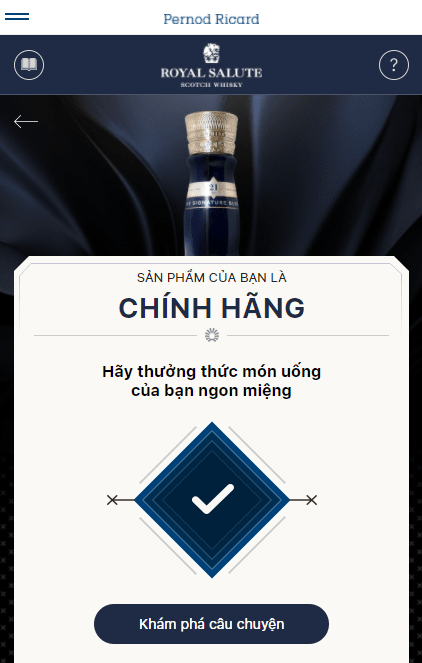 Pernod Ricard
ROYAL SALUTE
SCOTCH WHISKY
?
21
SẢN PHẨM CỦA BẠN LÀ
CHÍNH HÃNG
Hãy thưởng thức món uống
của bạn ngon miệng
Khám phá câu chuyện